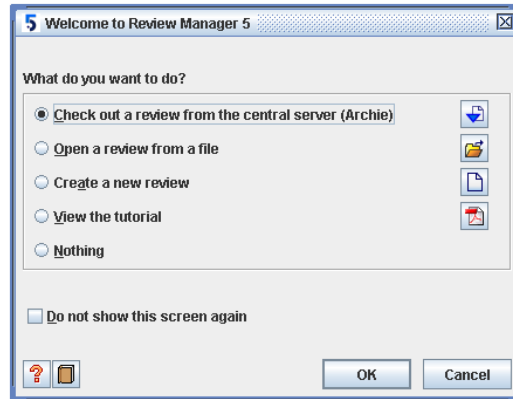 5 Welcome to Review Manager 5
What do you want to do?
Check out a review from the central server (Archie)
Open a review from a file
Create a new review
View the tutorial
Nothing
Do not show this screen again
? OK Cancel